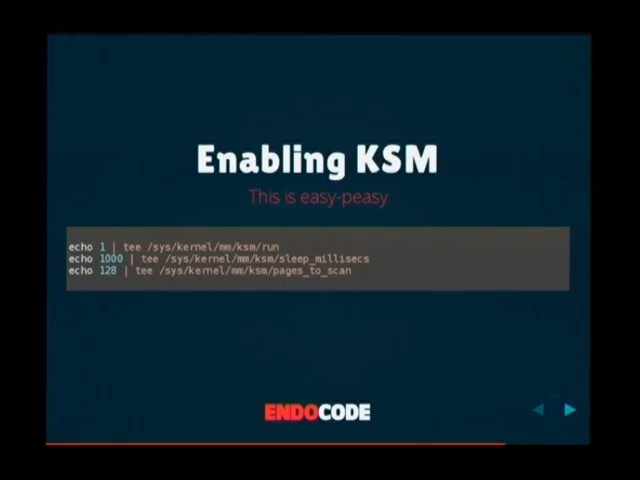 Enabling KSM
This is easy-peasy
echo 1 | tee /sys/kernel/mm/ksm/run
echo 1000 | tee /sys/kernel/mm/ksm/sleep_millisecs
echo 128 | tee /sys/kernel/mm/ksm/pages_to_scan
ENDOCODE